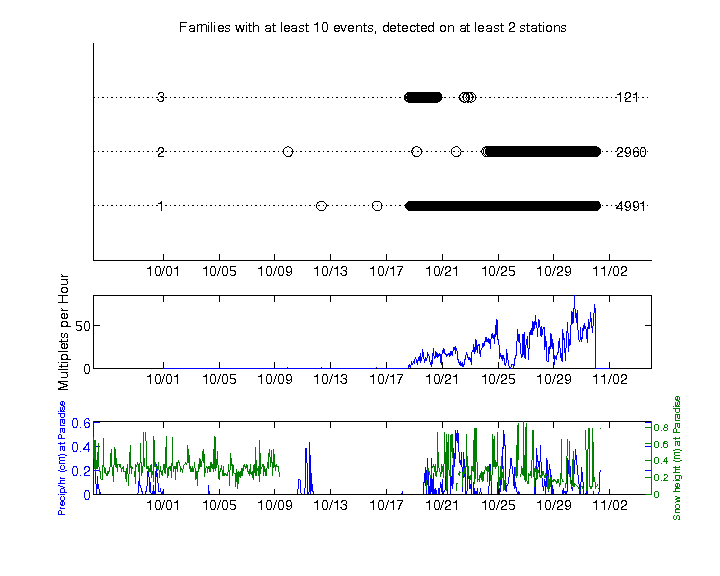 Families with at least 10 events, detected on at least 2 stations
3 121
2 2960
1 4991
10/01 10/05 10/09 10/13 10/17 10/21 10/25 10/29 11/02
Multiplets per Hour
50
0
10/01 10/05 10/09 10/13 10/17 10/21 10/25 10/29 11/02
Precip/hr (cm) at Paradise
0.6
0.4
0.2
0
Snow height (m) at Paradise
0.8
0.6
0.4
0.2
0
10/01 10/05 10/09 10/13 10/17 10/21 10/25 10/29 11/02